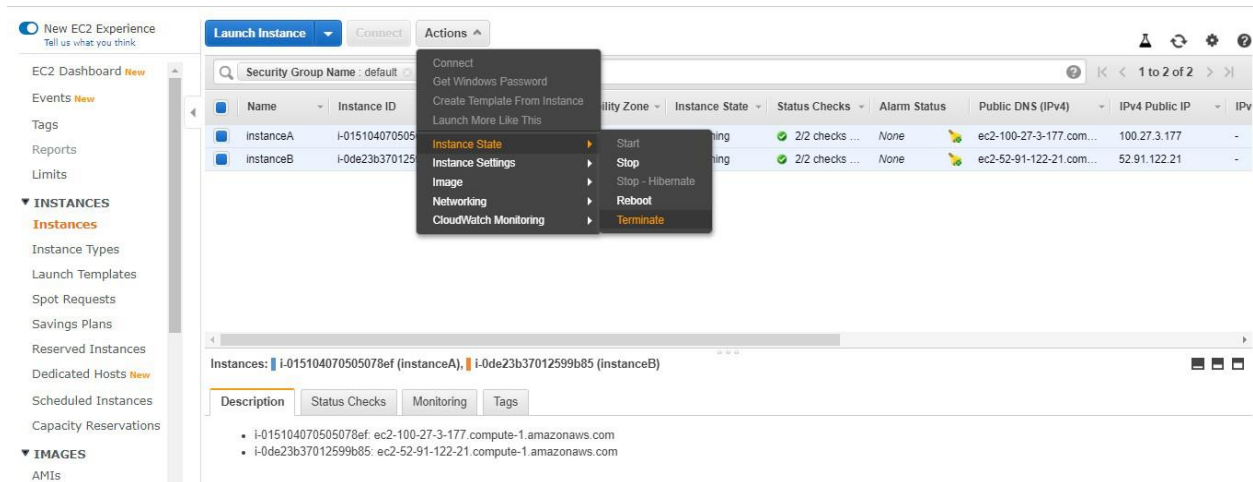 New EC2 Experience
Tell us what you think
EC2 Dashboard New
Events New
Tags
Reports
Limits
INSTANCES
Instances
Instance Types
Launch Templates
Spot Requests
Savings Plans
Reserved Instances
Dedicated Hosts New
Scheduled Instances
Capacity Reservations
IMAGES
AMIs
Launch Instance Connect Actions
Security Group Name : default
1 to 2 of 2
Name Instance ID ility Zone Instance State Status Checks Alarm Status Public DNS (IPv4) IPv4 Public IP IPv
instanceA i-01510407050 ning 2/2 checks ... None ec2-100-27-3-177.com... 100.27.3.177 -
instanceB i-0de23b370125 ning 2/2 checks ... None ec2-52-91-122-21.com... 52.91.122.21 -
Connect
Get Windows Password
Create Template From Instance
Launch More Like This
Instance State
Instance Settings
Image
Networking
CloudWatch Monitoring
Start
Stop
Stop - Hibernate
Reboot
Terminate
Instances: i-015104070505078ef (instanceA), i-0de23b37012599b85 (instanceB)
Description Status Checks Monitoring Tags
i-015104070505078ef: ec2-100-27-3-177.compute-1.amazonaws.com
i-0de23b37012599b85: ec2-52-91-122-21.compute-1.amazonaws.com